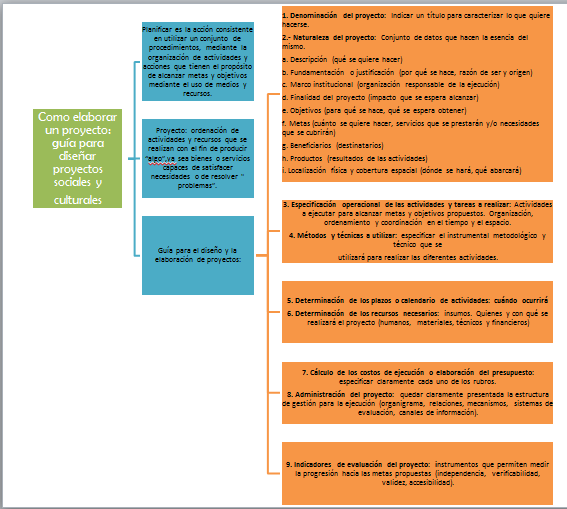 Como elaborar
un proyecto:
guía para
diseñar
proyectos
sociales y
culturales
Planificar es la acción consistente
en utilizar un conjunto de
procedimientos, mediante la
organización de actividades y
acciones que tienen el propósito
de alcanzar metas y objetivos
mediante el uso de medios y
recursos.
Proyecto: ordenación de
actividades y recursos que se
realizan con el fin de producir
"algo",ya sea bienes o servicios
capaces de satisfacer
necesidades o de resolver "
problemas".
Guía para el diseño y la
elaboración de proyectos:
1. Denominación del proyecto: Indicar un título para caracterizar lo que quiere
hacerse.
2.- Naturaleza del proyecto: Conjunto de datos que hacen la esencia del
mismo.
a. Descripción (qué se quiere hacer)
b. Fundamentación o justificación (por qué se hace, razón de ser y origen)
c. Marco institucional (organización responsable de la ejecución)
d. Finalidad del proyecto (impacto que se espera alcanzar)
e. Objetivos (para qué se hace, qué se espera obtener)
f. Metas (cuánto se quiere hacer, servicios que se prestarán y/o necesidades
que se cubrirán)
g. Beneficiarios (destinatarios)
h. Productos (resultados de las actividades)
i. Localización física y cobertura espacial (dónde se hará, qué abarcará)
3. Especificación operacional de las actividades y tareas a realizar: Actividades
a ejecutar para alcanzar metas y objetivos propuestos. Organización,
ordenamiento y coordinación en el tiempo y el espacio.
4. Métodos y técnicas a utilizar: especificar el instrumental metodológico y
técnico que se
utilizará para realizar las diferentes actividades.
5. Determinación de los plazos o calendario de actividades: cuándo ocurrirá
6. Determinación de los recursos necesarios: insumos. Quienes y con qué se
realizará el proyecto (humanos, materiales, técnicos y financieros)
7. Cálculo de los costos de ejecución o elaboración del presupuesto:
especificar claramente cada uno de los rubros.
8. Administración del proyecto: quedar claramente presentada la estructura
de gestión para la ejecución (organigrama, relaciones, mecanismos, sistemas de
evaluación, canales de información).
9. Indicadores de evaluación del proyecto: instrumentos que permiten medir
la progresión hacia las metas propuestas (independencia, verificabilidad,
validez, accesibilidad).